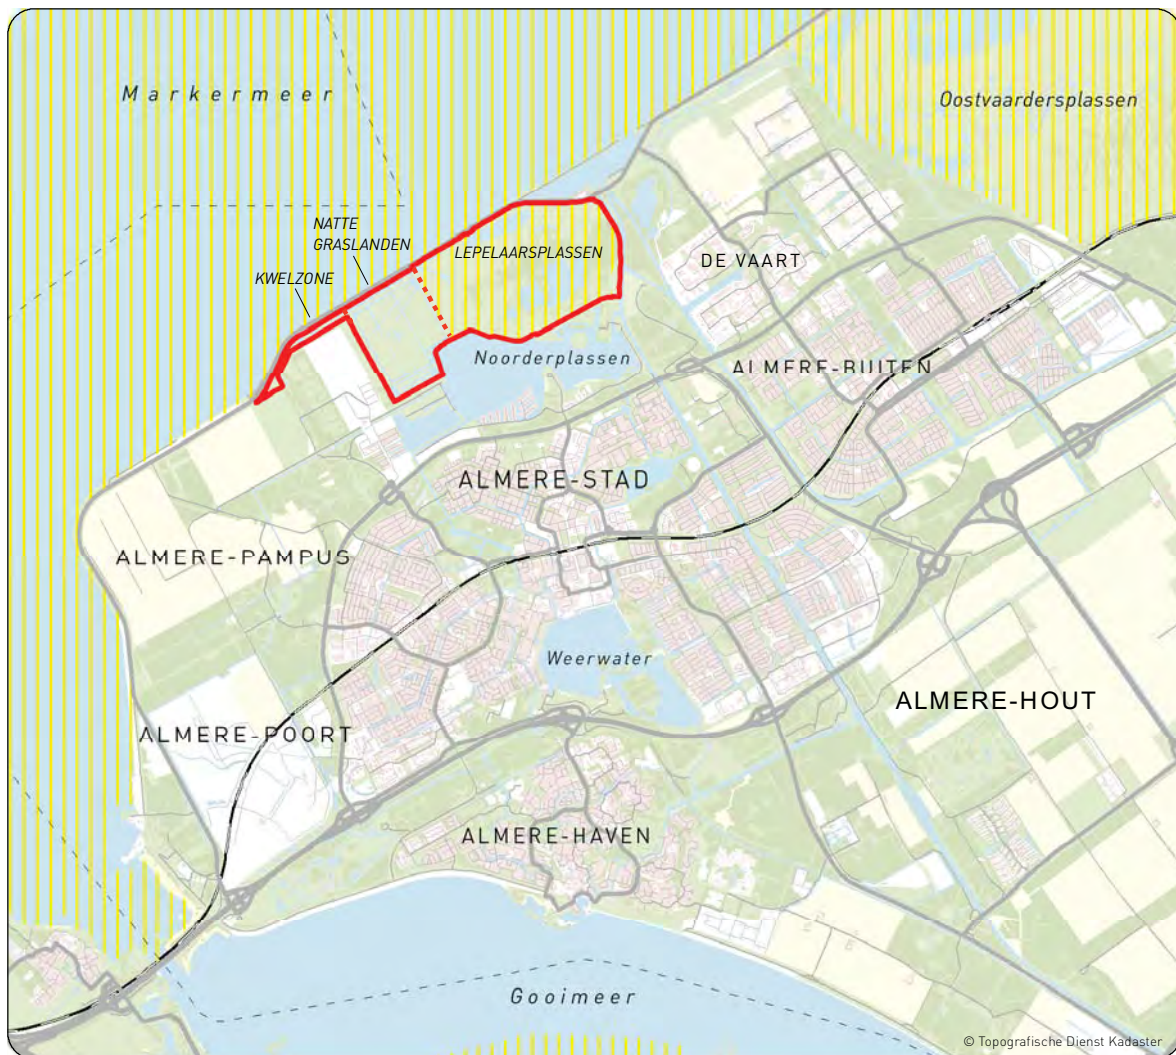 Markermeer
Oostvaardersplassen
NATTE
GRASLANDEN
LEPELAARSPLASSEN
DE VAART
KWELZONE
Noorderplassen
ALMERE-BUITEN
ALMERE-STAD
ALMERE-PAMPUS
Weerwater
ALMERE-HOUT
ALMERE-POORT
ALMERE-HAVEN
Gooimeer
© Topografische Dienst Kadaster